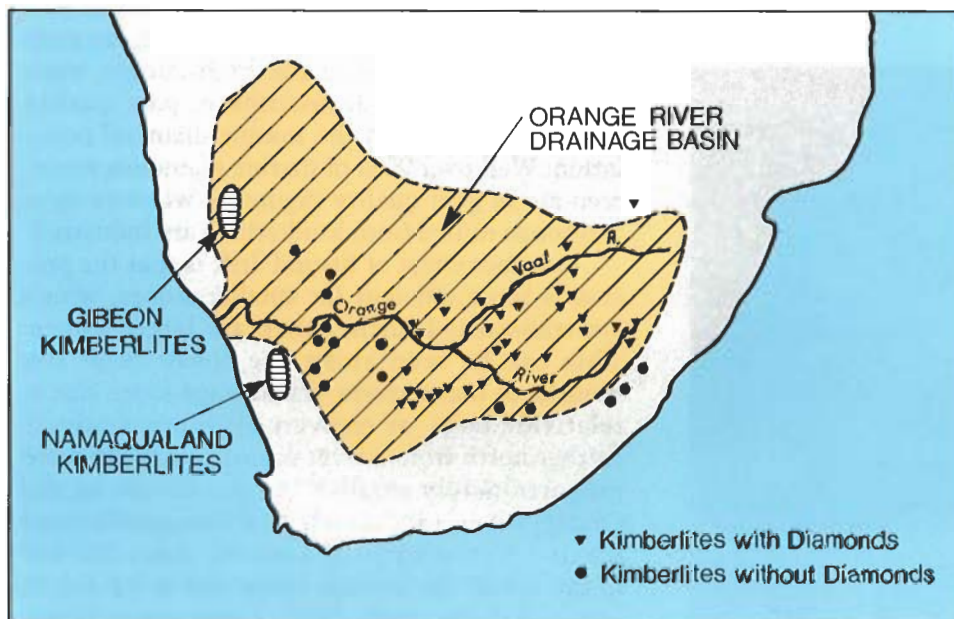 ORANGE RIVER
DRAINAGE BASIN
Vaal R.
Orange
River
GIBEON
KIMBERLITES
NAMAQUALAND
KIMBERLITES
Kimberlites with Diamonds
Kimberlites without Diamonds